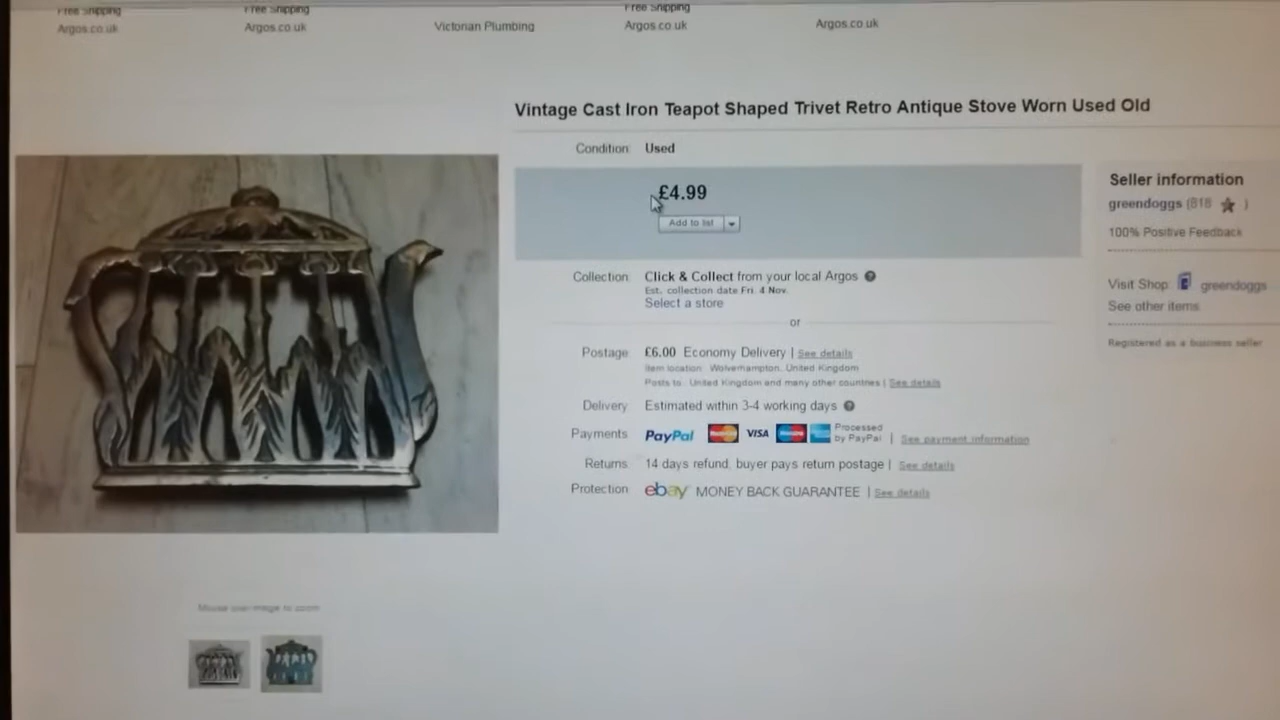 Free Shipping
Free Shipping
Free Shipping
Argos.co.uk
Argos.co.uk
Victorian Plumbing
Argos.co.uk
Argos.co.uk
Vintage Cast Iron Teapot Shaped Trivet Retro Antique Stove Worn Used Old
Condition: Used
£4.99
Add to list
Collection: Click & Collect from your local Argos
Est. collection date Fri. 4 Nov.
Select a store
or
Postage: £6.00 Economy Delivery | See details
Item location: Wolverhampton, United Kingdom
Posts to: United Kingdom and many other countries | See details
Delivery: Estimated within 3-4 working days
Payments: PayPal MasterCard VISA Maestro Processed by PayPal | See payment information
Returns: 14 days refund, buyer pays return postage | See details
Protection: ebay MONEY BACK GUARANTEE | See details
Seller information
greendoggs (818 )
100% Positive Feedback
Visit Shop: greendoggs
See other items
Registered as a business seller
Mouse over image to zoom